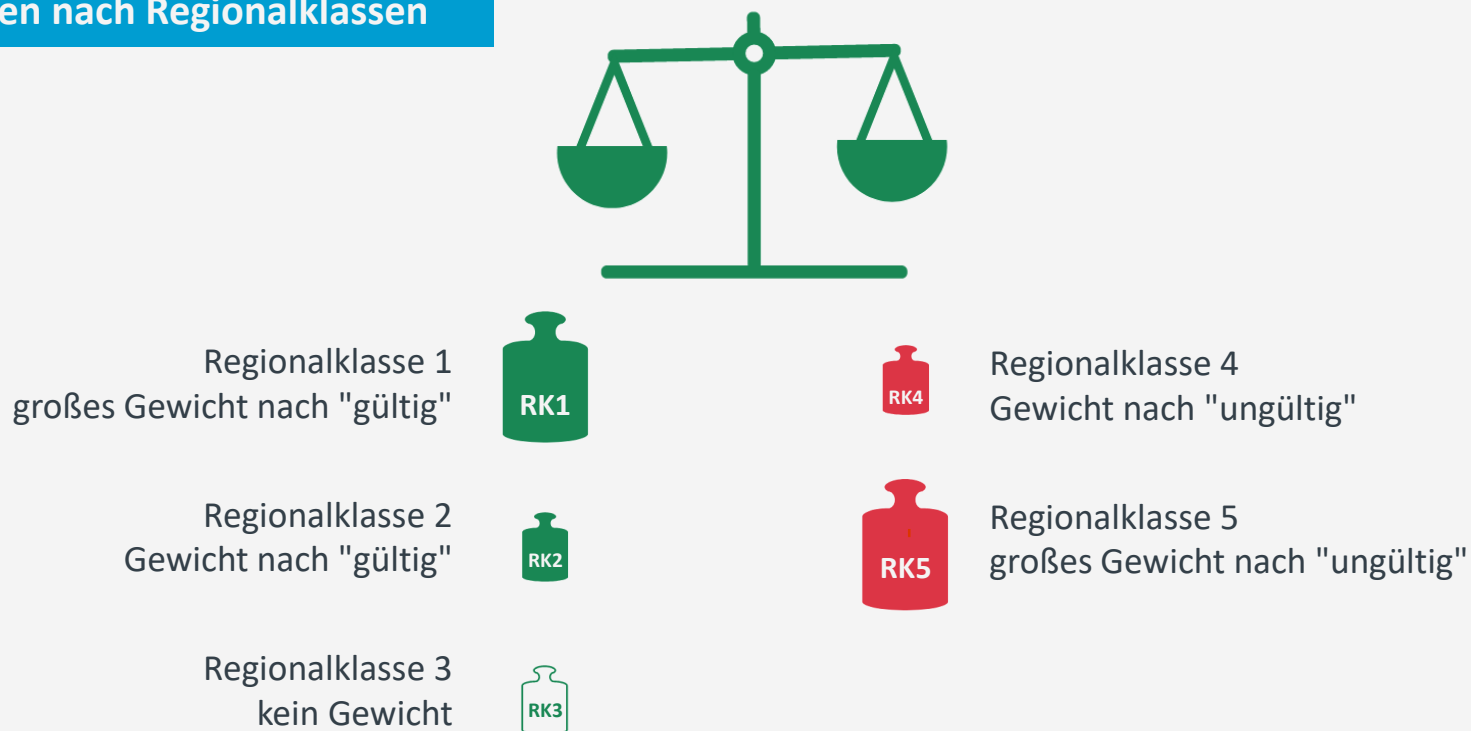 en nach Regionalklassen
Regionalklasse 1
großes Gewicht nach "gültig"
RK1
Regionalklasse 2
Gewicht nach "gültig"
RK2
Regionalklasse 3
kein Gewicht
RK3
RK4
Regionalklasse 4
Gewicht nach "ungültig"
RK5
Regionalklasse 5
großes Gewicht nach "ungültig"